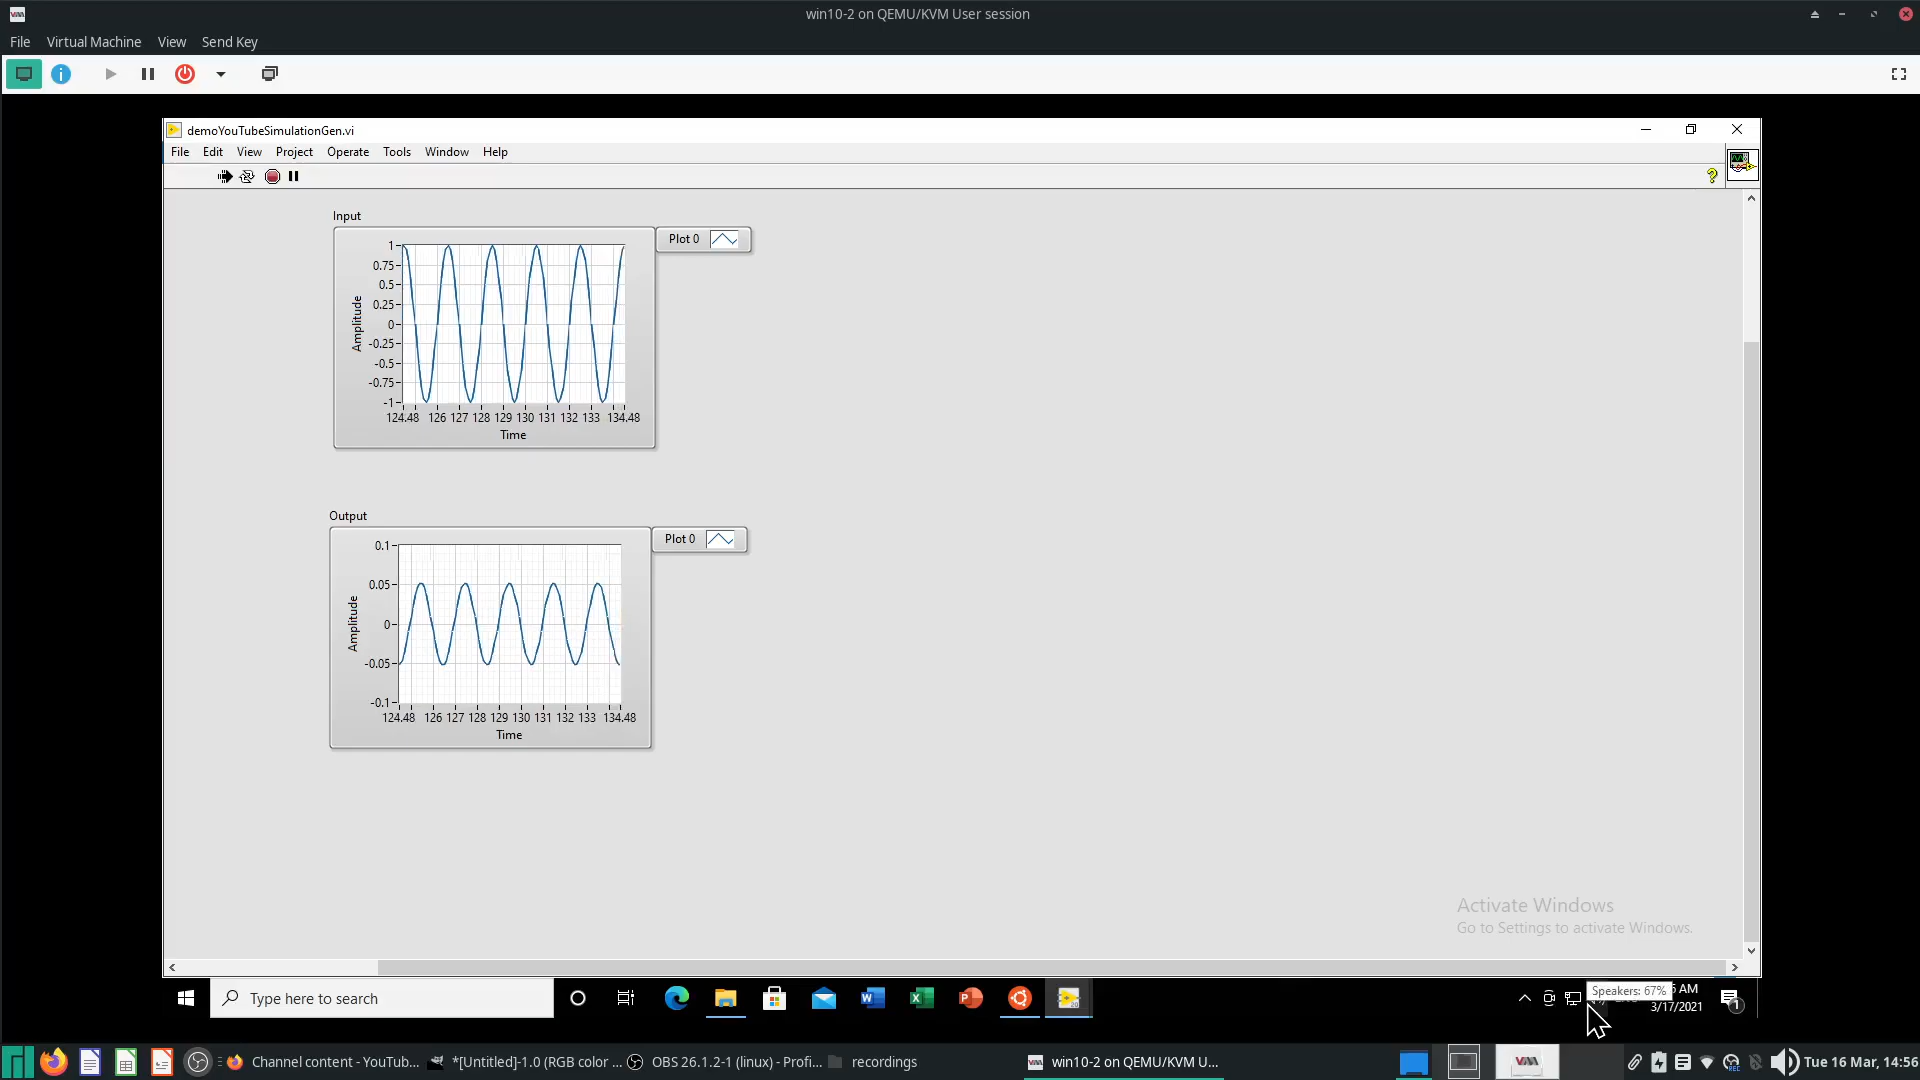 win10-2 on QEMU/KVM User session
File Virtual Machine View Send Key
demoYouTubeSimulationGen.vi
File Edit View Project Operate Tools Window Help
Input
Plot 0
Amplitude
1
0.75
0.5
0.25
0
-0.25
-0.5
-0.75
-1
124.48 126 127 128 129 130 131 132 133 134.48
Time
Output
Plot 0
Amplitude
0.1
0.05
0
-0.05
-0.1
124.48 126 127 128 129 130 131 132 133 134.48
Time
Activate Windows
Go to Settings to activate Windows.
Type here to search
Speakers: 67%
AM
3/17/2021
1
Channel content - YouTub...
*[Untitled]-1.0 (RGB color ...
OBS 26.1.2-1 (linux) - Profi...
recordings
win10-2 on QEMU/KVM U...
Tue 16 Mar, 14:56